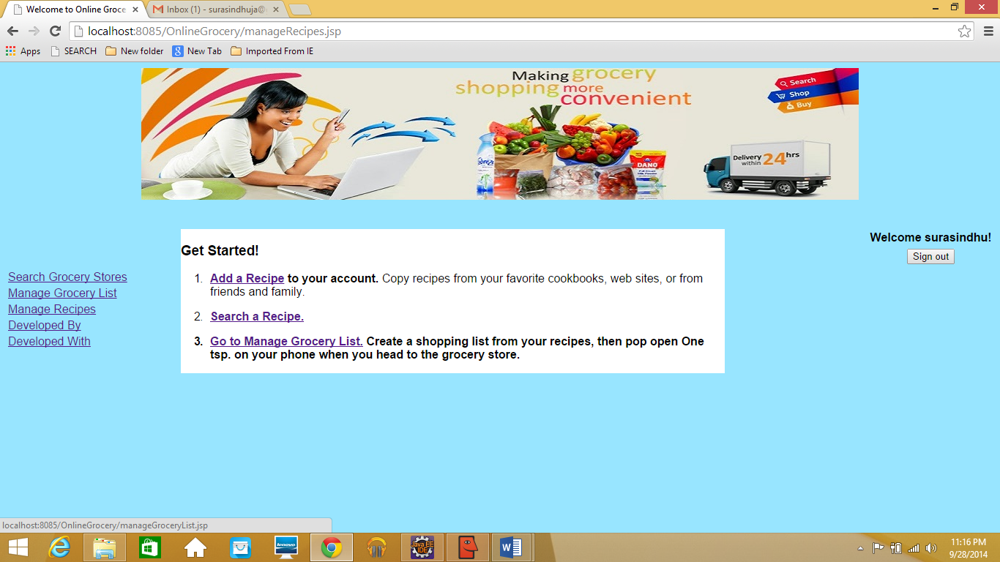 Welcome to Online Groce
Inbox (1) - surasindhuja@
localhost:8085/OnlineGrocery/manageRecipes.jsp
Apps SEARCH New folder New Tab Imported From IE
Making grocery
shopping more
convenient
Search
Shop
Buy
DANO
Delivery
within 24hrs
Welcome surasindhu!
Sign out
Search Grocery Stores
Manage Grocery List
Manage Recipes
Developed By
Developed With
Get Started!
1. Add a Recipe to your account. Copy recipes from your favorite cookbooks, web sites, or from
friends and family.
2. Search a Recipe.
3. Go to Manage Grocery List. Create a shopping list from your recipes, then pop open One
tsp. on your phone when you head to the grocery store.
localhost:8085/OnlineGrocery/manageGroceryList.jsp
lenovo
Java EE
IDE
11:16 PM
9/28/2014